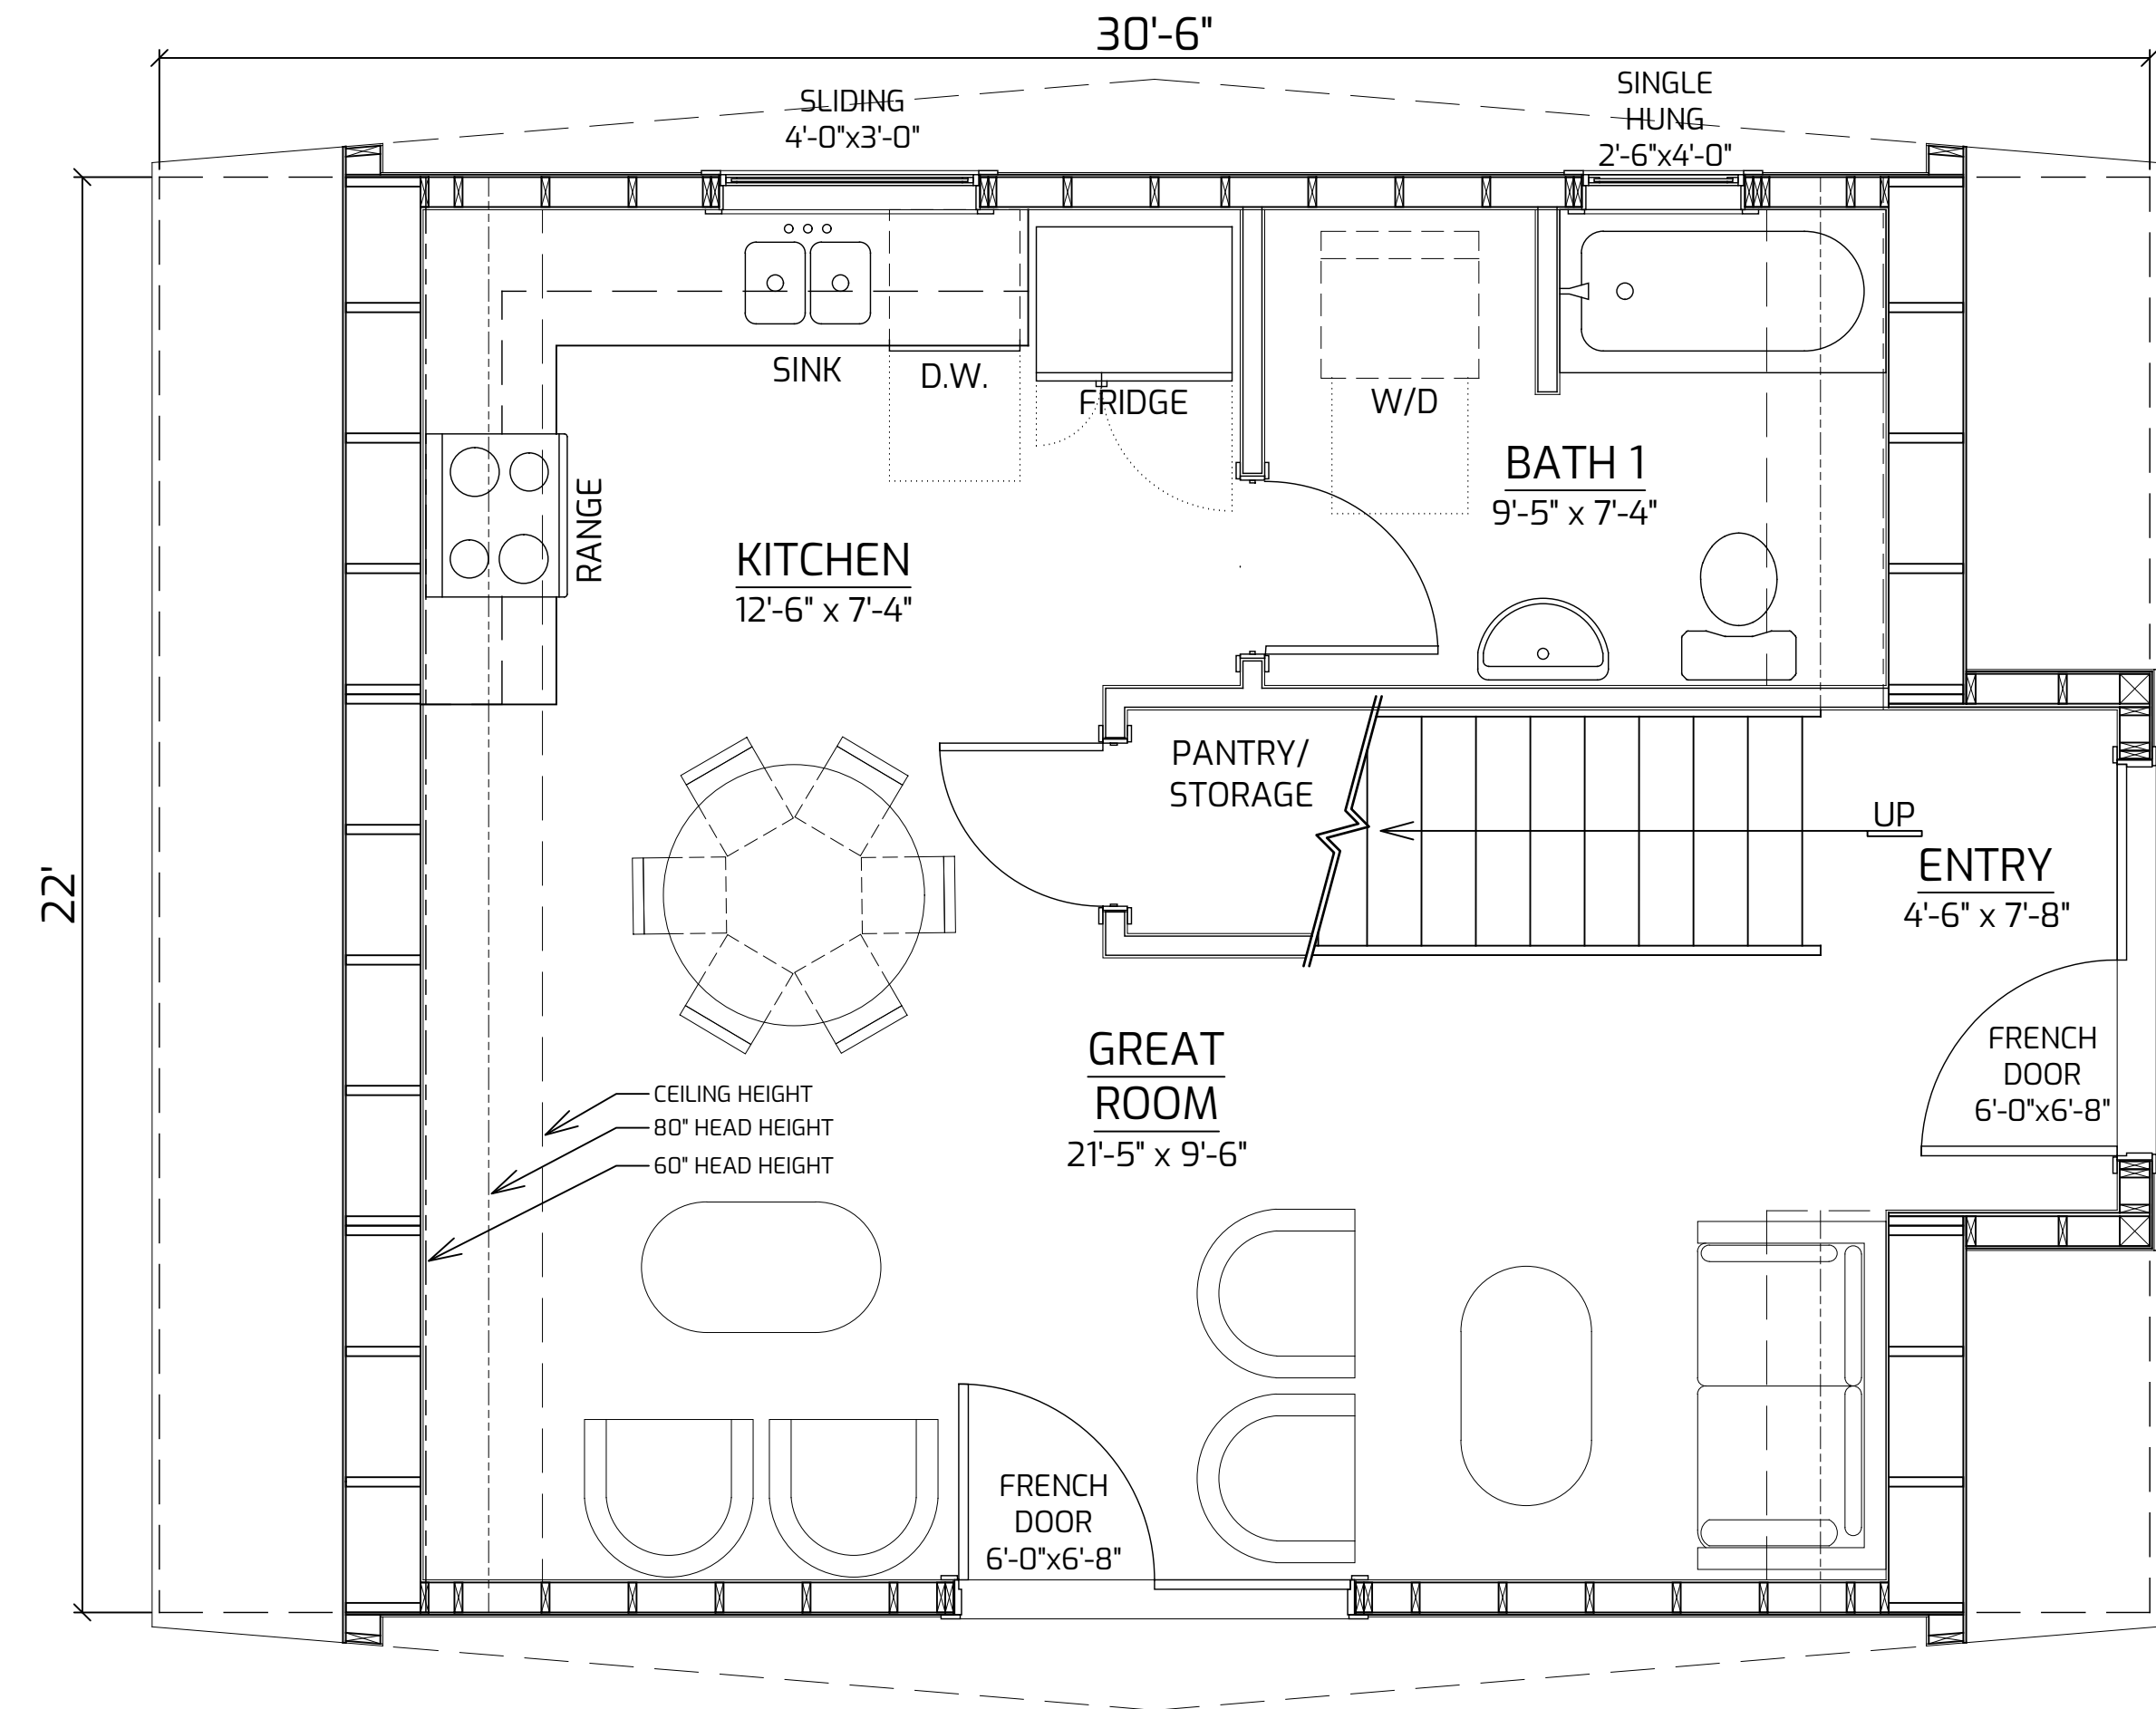 30'-6"
SLIDING
4'-0"x3'-0"
SINGLE
HUNG
2'-6"x4'-0"
SINK
D.W.
FRIDGE
W/D
RANGE
BATH 1
9'-5" x 7'-4"
KITCHEN
12'-6" x 7'-4"
PANTRY/
STORAGE
UP
22'
ENTRY
4'-6" x 7'-8"
GREAT
ROOM
21'-5" x 9'-6"
FRENCH
DOOR
6'-0"x6'-8"
CEILING HEIGHT
80" HEAD HEIGHT
60" HEAD HEIGHT
FRENCH
DOOR
6'-0"x6'-8"